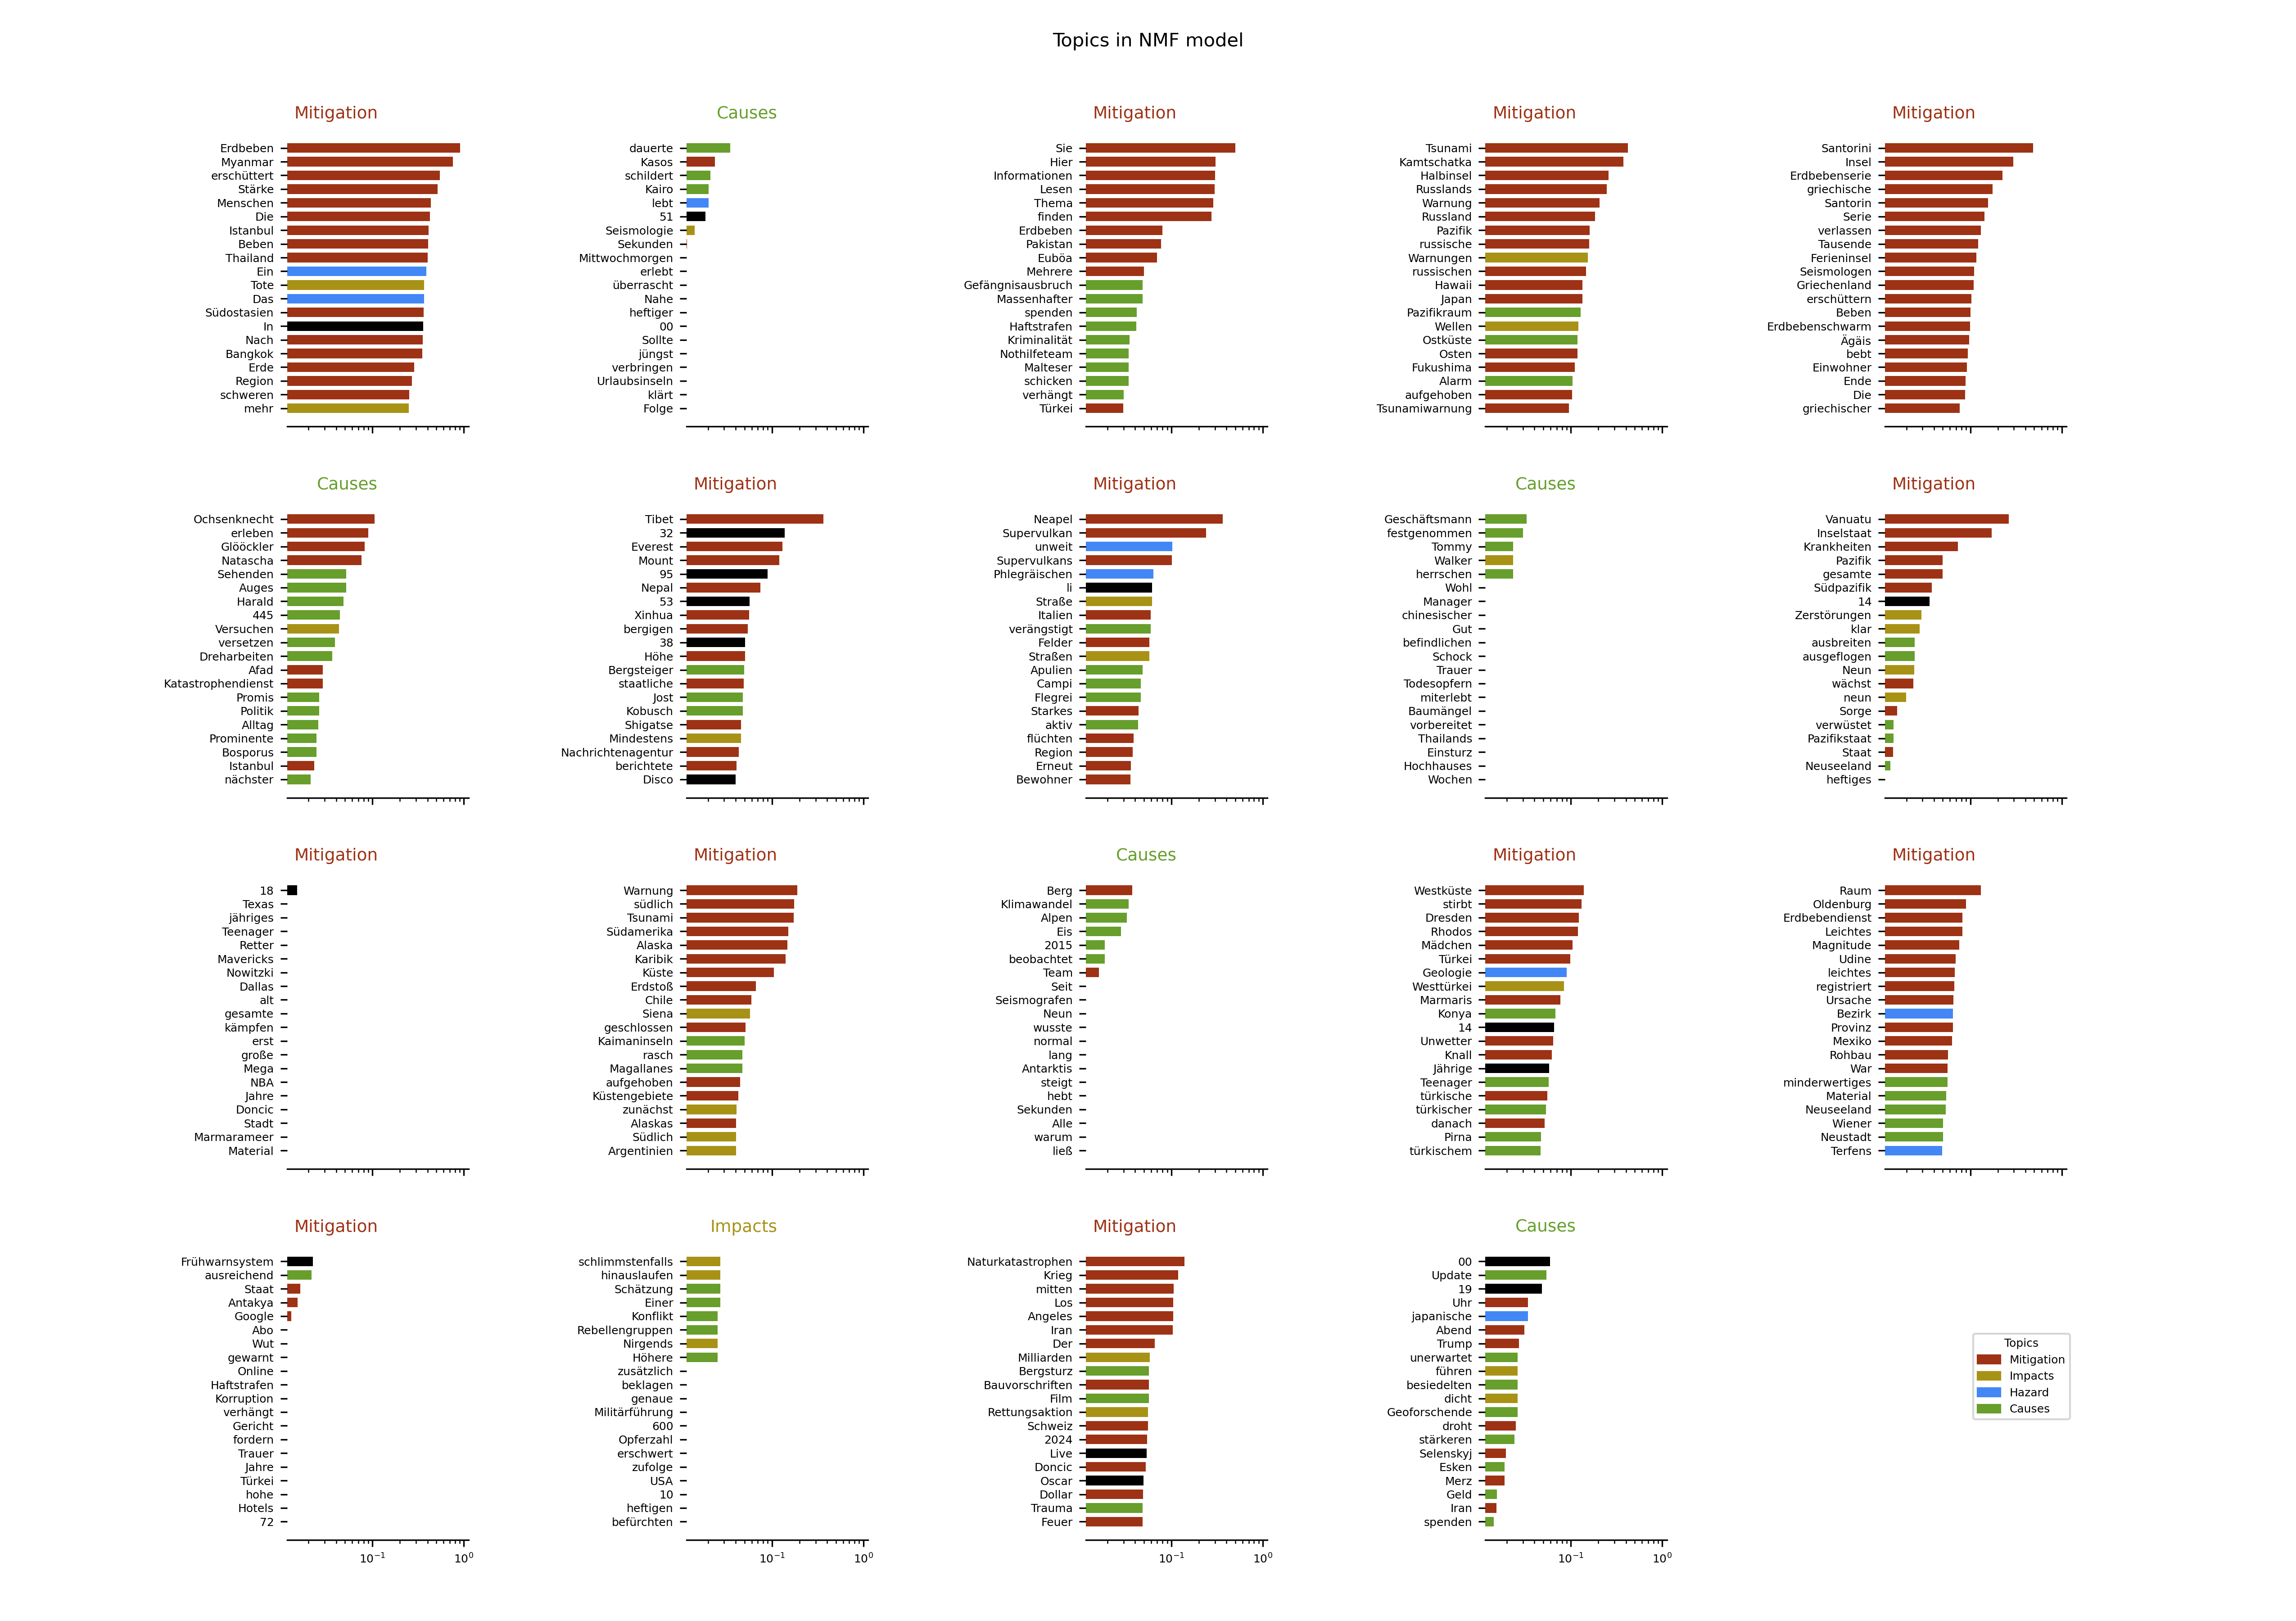 Topics in NMF model
Mitigation
Erdbeben
Myanmar
erschüttert
Stärke
Menschen
Die
Istanbul
Beben
Thailand
Ein
Tote
Das
Südostasien
In
Nach
Bangkok
Erde
Region
schweren
mehr
Causes
dauerte
Kasos
schildert
Kairo
lebt
51
Seismologie
Sekunden
Mittwochmorgen
erlebt
überrascht
Nahe
heftiger
00
Sollte
jüngst
verbringen
Urlaubsinseln
klärt
Folge
Mitigation
Sie
Hier
Informationen
Lesen
Thema
finden
Erdbeben
Pakistan
Euböa
Mehrere
Gefängnisausbruch
Massenhafter
spenden
Haftstrafen
Kriminalität
Nothilfeteam
Malteser
schicken
verhängt
Türkei
Mitigation
Tsunami
Kamtschatka
Halbinsel
Russlands
Warnung
Russland
Pazifik
russische
Warnungen
russischen
Hawaii
Japan
Pazifikraum
Wellen
Ostküste
Osten
Fukushima
Alarm
aufgehoben
Tsunamiwarnung
Mitigation
Santorini
Insel
Erdbebenserie
griechische
Santorin
Serie
verlassen
Tausende
Ferieninsel
Seismologen
Griechenland
erschüttern
Beben
Erdbebenschwarm
Ägäis
bebt
Einwohner
Ende
Die
griechischer
Causes
Ochsenknecht
erleben
Glööckler
Natascha
Sehenden
Auges
Harald
445
Versuchen
versetzen
Dreharbeiten
Afad
Katastrophendienst
Promis
Politik
Alltag
Prominente
Bosporus
Istanbul
nächster
Mitigation
Tibet
32
Everest
Mount
95
Nepal
53
Xinhua
bergigen
38
Höhe
Bergsteiger
staatliche
Jost
Kobusch
Shigatse
Mindestens
Nachrichtenagentur
berichtete
Disco
Mitigation
Neapel
Supervulkan
unweit
Supervulkans
Phlegräischen
li
Straße
Italien
verängstigt
Felder
Straßen
Apulien
Campi
Flegrei
Starkes
aktiv
flüchten
Region
Erneut
Bewohner
Causes
Geschäftsmann
festgenommen
Tommy
Walker
herrschen
Wohl
Manager
chinesischer
Gut
befindlichen
Schock
Trauer
Todesopfern
miterlebt
Baumängel
vorbereitet
Thailands
Einsturz
Hochhauses
Wochen
Mitigation
Vanuatu
Inselstaat
Krankheiten
Pazifik
gesamte
Südpazifik
14
Zerstörungen
klar
ausbreiten
ausgeflogen
Neun
wächst
neun
Sorge
verwüstet
Pazifikstaat
Staat
Neuseeland
heftiges
Mitigation
18
Texas
jähriges
Teenager
Retter
Mavericks
Nowitzki
Dallas
alt
gesamte
kämpfen
erst
große
Mega
NBA
Jahre
Doncic
Stadt
Marmarameer
Material
Mitigation
Warnung
südlich
Tsunami
Südamerika
Alaska
Karibik
Küste
Erdstoß
Chile
Siena
geschlossen
Kaimaninseln
rasch
Magallanes
aufgehoben
Küstengebiete
zunächst
Alaskas
Südlich
Argentinien
Causes
Berg
Klimawandel
Alpen
Eis
2015
beobachtet
Team
Seit
Seismografen
Neun
wusste
normal
lang
Antarktis
steigt
hebt
Sekunden
Alle
warum
ließ
Mitigation
Westküste
stirbt
Dresden
Rhodos
Mädchen
Türkei
Geologie
Westtürkei
Marmaris
Konya
14
Unwetter
Knall
Jährige
Teenager
türkische
türkischer
danach
Pirna
türkischem
Mitigation
Raum
Oldenburg
Erdbebendienst
Leichtes
Magnitude
Udine
leichtes
registriert
Ursache
Bezirk
Provinz
Mexiko
Rohbau
War
minderwertiges
Material
Neuseeland
Wiener
Neustadt
Terfens
Mitigation
Frühwarnsystem
ausreichend
Staat
Antakya
Google
Abo
Wut
gewarnt
Online
Haftstrafen
Korruption
verhängt
Gericht
fordern
Trauer
Jahre
Türkei
hohe
Hotels
72
10⁻¹ 10⁰
Impacts
schlimmstenfalls
hinauslaufen
Schätzung
Einer
Konflikt
Rebellengruppen
Nirgends
Höhere
zusätzlich
beklagen
genaue
Militärführung
600
Opferzahl
erschwert
zufolge
USA
10
heftigen
befürchten
10⁻¹ 10⁰
Mitigation
Naturkatastrophen
Krieg
mitten
Los
Angeles
Iran
Der
Milliarden
Bergsturz
Bauvorschriften
Film
Rettungsaktion
Schweiz
2024
Live
Doncic
Oscar
Dollar
Trauma
Feuer
10⁻¹ 10⁰
Causes
00
Update
19
Uhr
japanische
Abend
Trump
unerwartet
führen
besiedelten
dicht
Geoforschende
droht
stärkeren
Selenskyj
Esken
Merz
Geld
Iran
spenden
10⁻¹ 10⁰
Topics
Mitigation
Impacts
Hazard
Causes